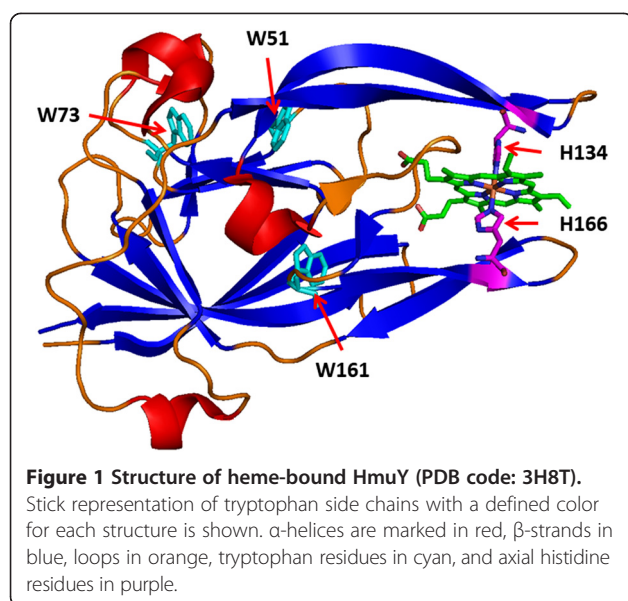 W51
W73
H134
H166
W161
Figure 1 Structure of heme-bound HmuY (PDB code: 3H8T).
Stick representation of tryptophan side chains with a defined color
for each structure is shown. α-helices are marked in red, β-strands in
blue, loops in orange, tryptophan residues in cyan, and axial histidine
residues in purple.